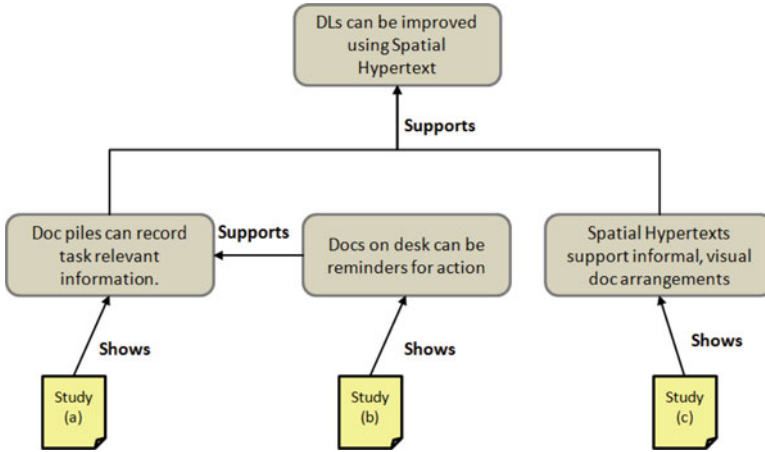 DLs can be improved
using Spatial
Hypertext
Supports
Doc piles can record
task relevant
information.
Supports
Docs on desk can be
reminders for action
Spatial Hypertexts
support informal, visual
doc arrangements
Shows
Shows
Shows
Study
(a)
Study
(b)
Study
(c)